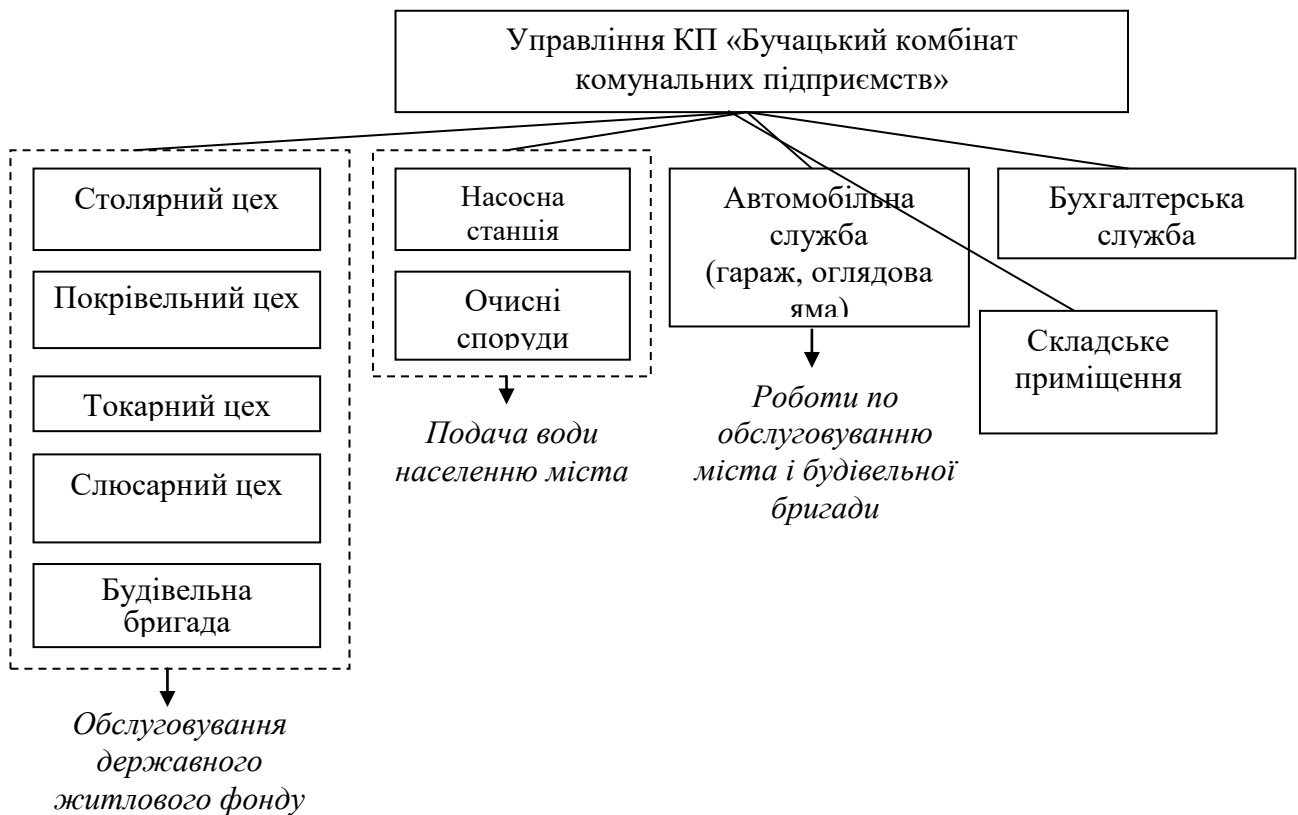 Управління КП «Бучацький комбінат
комунальних підприємств»
Столярний цех
Покрівельний цех
Токарний цех
Слюсарний цех
Будівельна
бригада
Обслуговування
державного
житлового фонду
Насосна
станція
Очисні
споруди
Подача води
населенню міста
Автомобільна
служба
(гараж, оглядова
яма)
Роботи по
обслуговуванню
міста і будівельної
бригади
Бухгалтерська
служба
Складське
приміщення